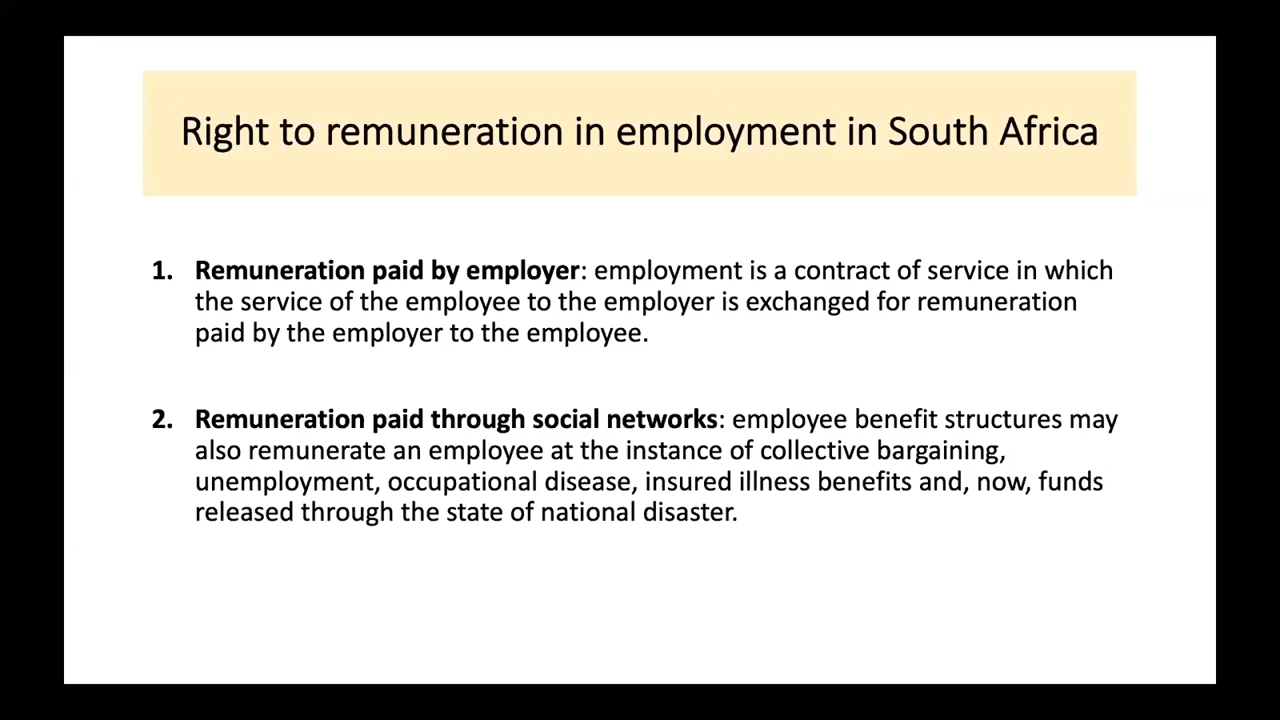 Right to remuneration in employment in South Africa
1. Remuneration paid by employer: employment is a contract of service in which
the service of the employee to the employer is exchanged for remuneration
paid by the employer to the employee.
2. Remuneration paid through social networks: employee benefit structures may
also remunerate an employee at the instance of collective bargaining,
unemployment, occupational disease, insured illness benefits and, now, funds
released through the state of national disaster.